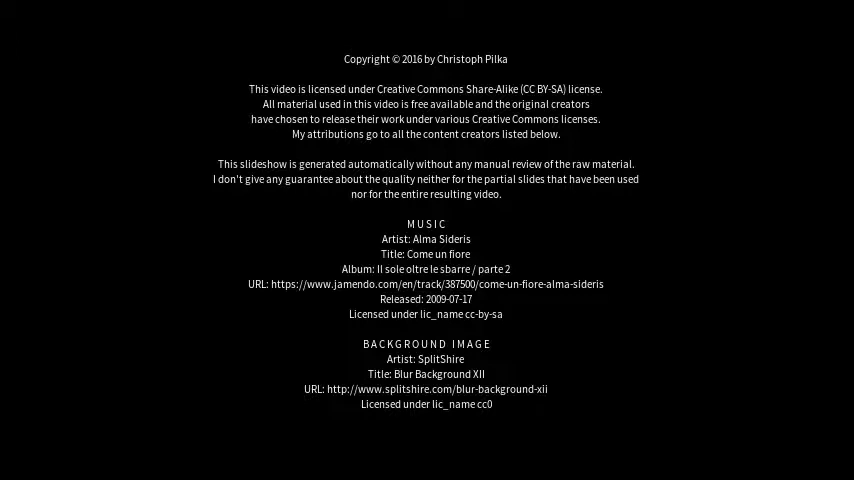 Copyright © 2016 by Christoph Pilka
This video is licensed under Creative Commons Share-Alike (CC BY-SA) license.
All material used in this video is free available and the original creators
have chosen to release their work under various Creative Commons licenses.
My attributions go to all the content creators listed below.
This slideshow is generated automatically without any manual review of the raw material.
I don't give any guarantee about the quality neither for the partial slides that have been used
nor for the entire resulting video.
M U S I C
Artist: Alma Sideris
Title: Come un fiore
Album: Il sole oltre le sbarre / parte 2
URL: https://www.jamendo.com/en/track/387500/come-un-fiore-alma-sideris
Released: 2009-07-17
Licensed under lic_name cc-by-sa
B A C K G R O U N D   I M A G E
Artist: SplitShire
Title: Blur Background XII
URL: http://www.splitshire.com/blur-background-xii
Licensed under lic_name cc0